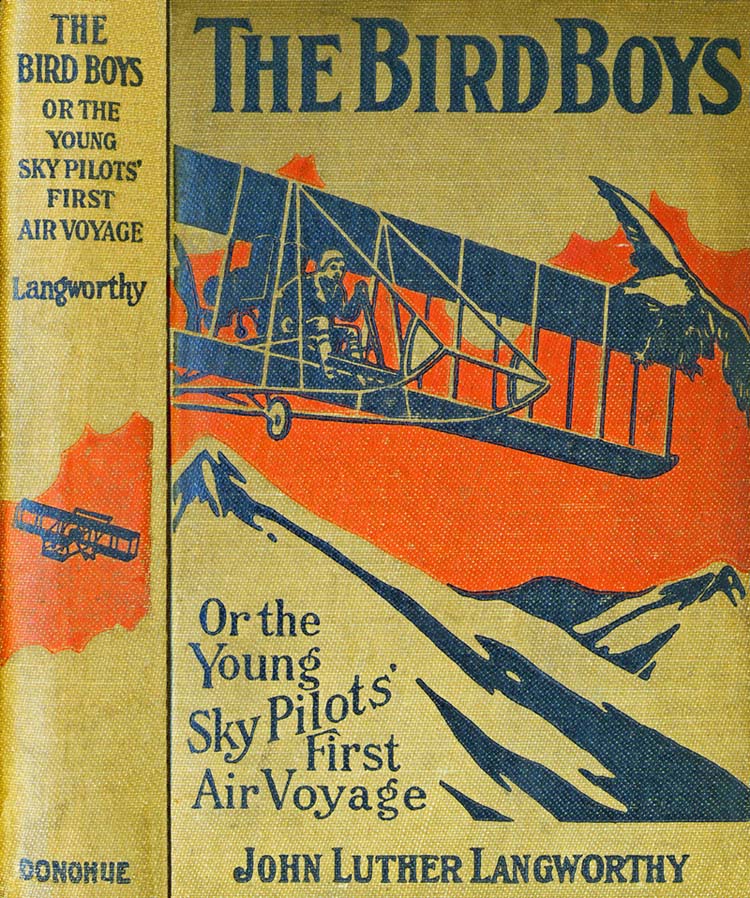 THE
BIRD BOYS
OR THE
YOUNG
SKY PILOTS'
FIRST
AIR VOYAGE
Langworthy
DONOHUE
THE BIRD BOYS
Or the
Young
Sky Pilots'
First
Air Voyage
JOHN LUTHER LANGWORTHY